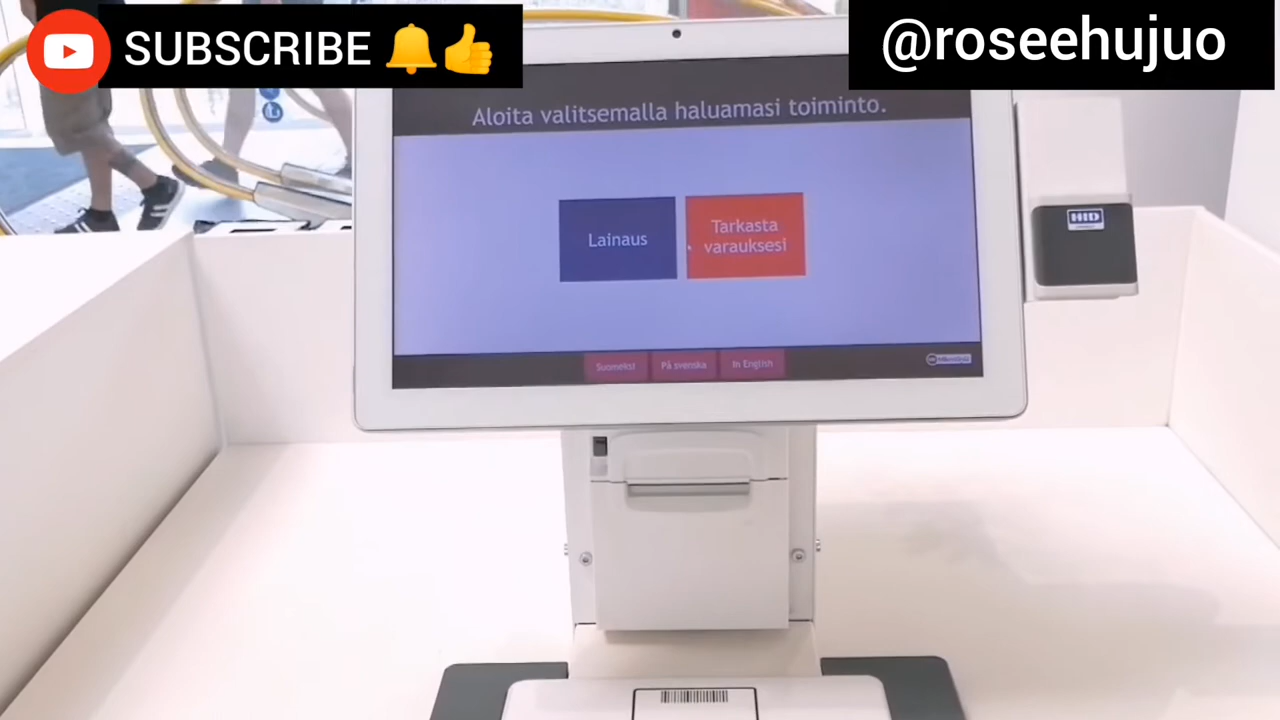 SUBSCRIBE
@roseehujuo
Aloita valitsemalla haluamasi toiminto.
Lainaus
Tarkasta
varauksesi
HID
Suomeksi
På svenska
In English